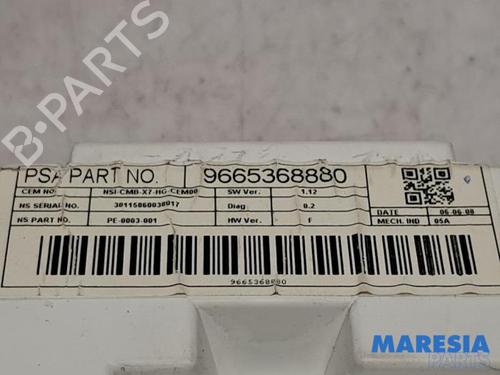 PSA PART NO. 9665368880
CEM NO. NSI-CMB-X7-HG-CEM00 SW Ver. 1.12
NS SERIAL NO. 30115860038017 Diag. 0.2 DATE 06-06-08
NS PART NO. PE-0003-001 HW Ver. F MECH. IND 05A
9665368880
MARESIA
PARTS